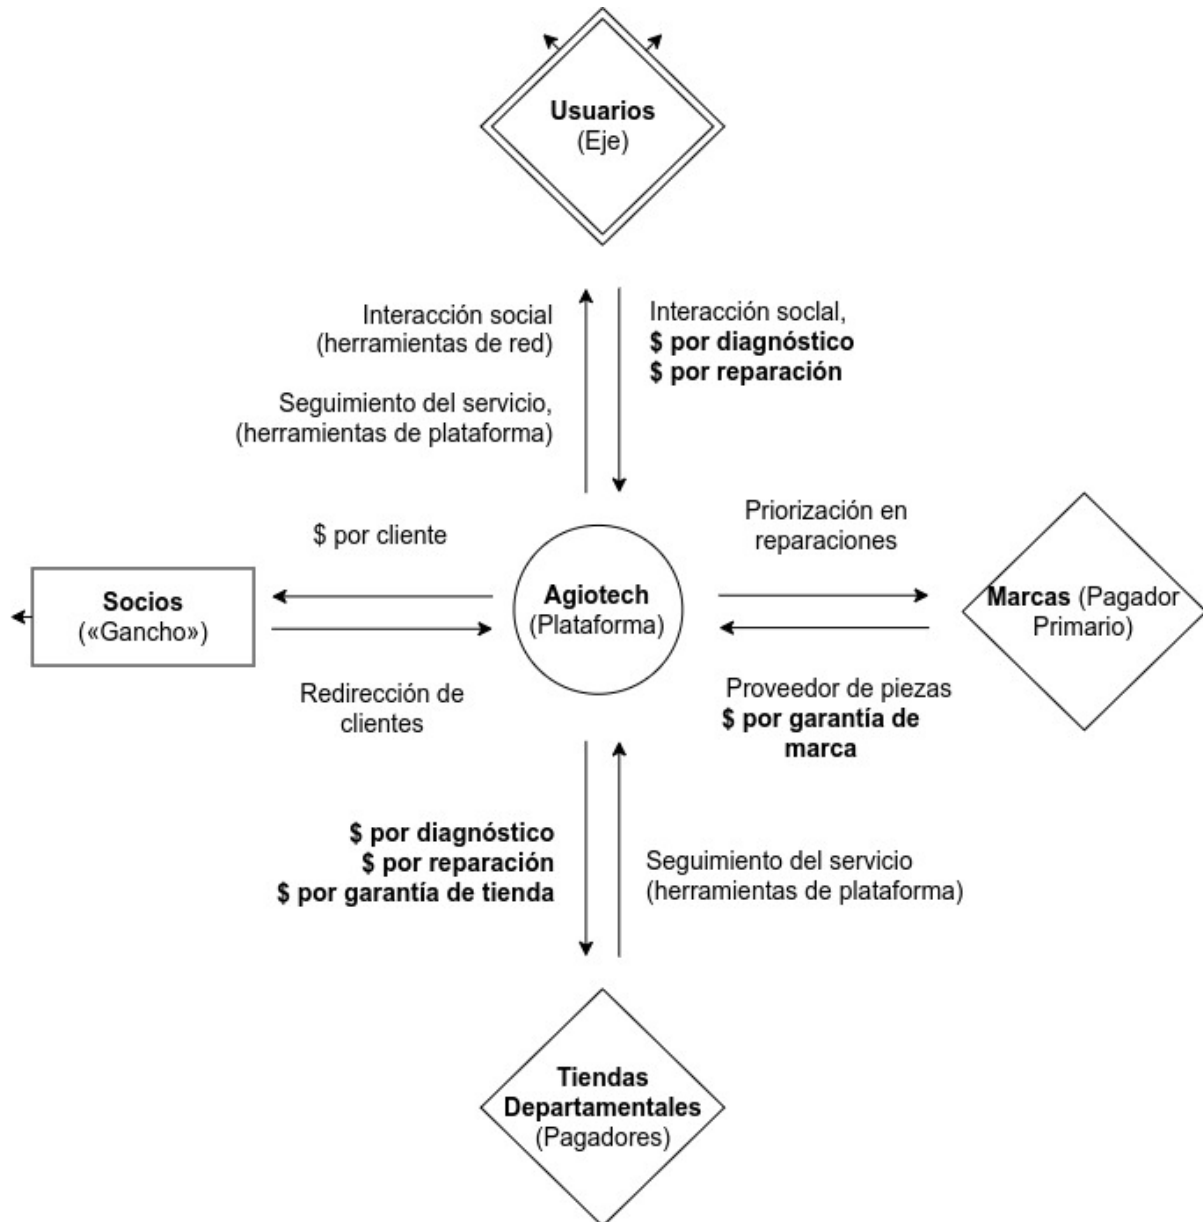 Usuarios
(Eje)
Interacción social
(herramientas de red)
Seguimiento del servicio,
(herramientas de plataforma)
Interacción soclal,
$ por diagnóstico
$ por reparación
$ por cliente
Socios
(«Gancho»)
Redirección de
clientes
Agiotech
(Plataforma)
Priorización en
reparaciones
Marcas (Pagador
Primario)
Proveedor de piezas
$ por garantía de
marca
$ por diagnóstico
$ por reparación
$ por garantía de tienda
Seguimiento del servicio
(herramientas de plataforma)
Tiendas
Departamentales
(Pagadores)